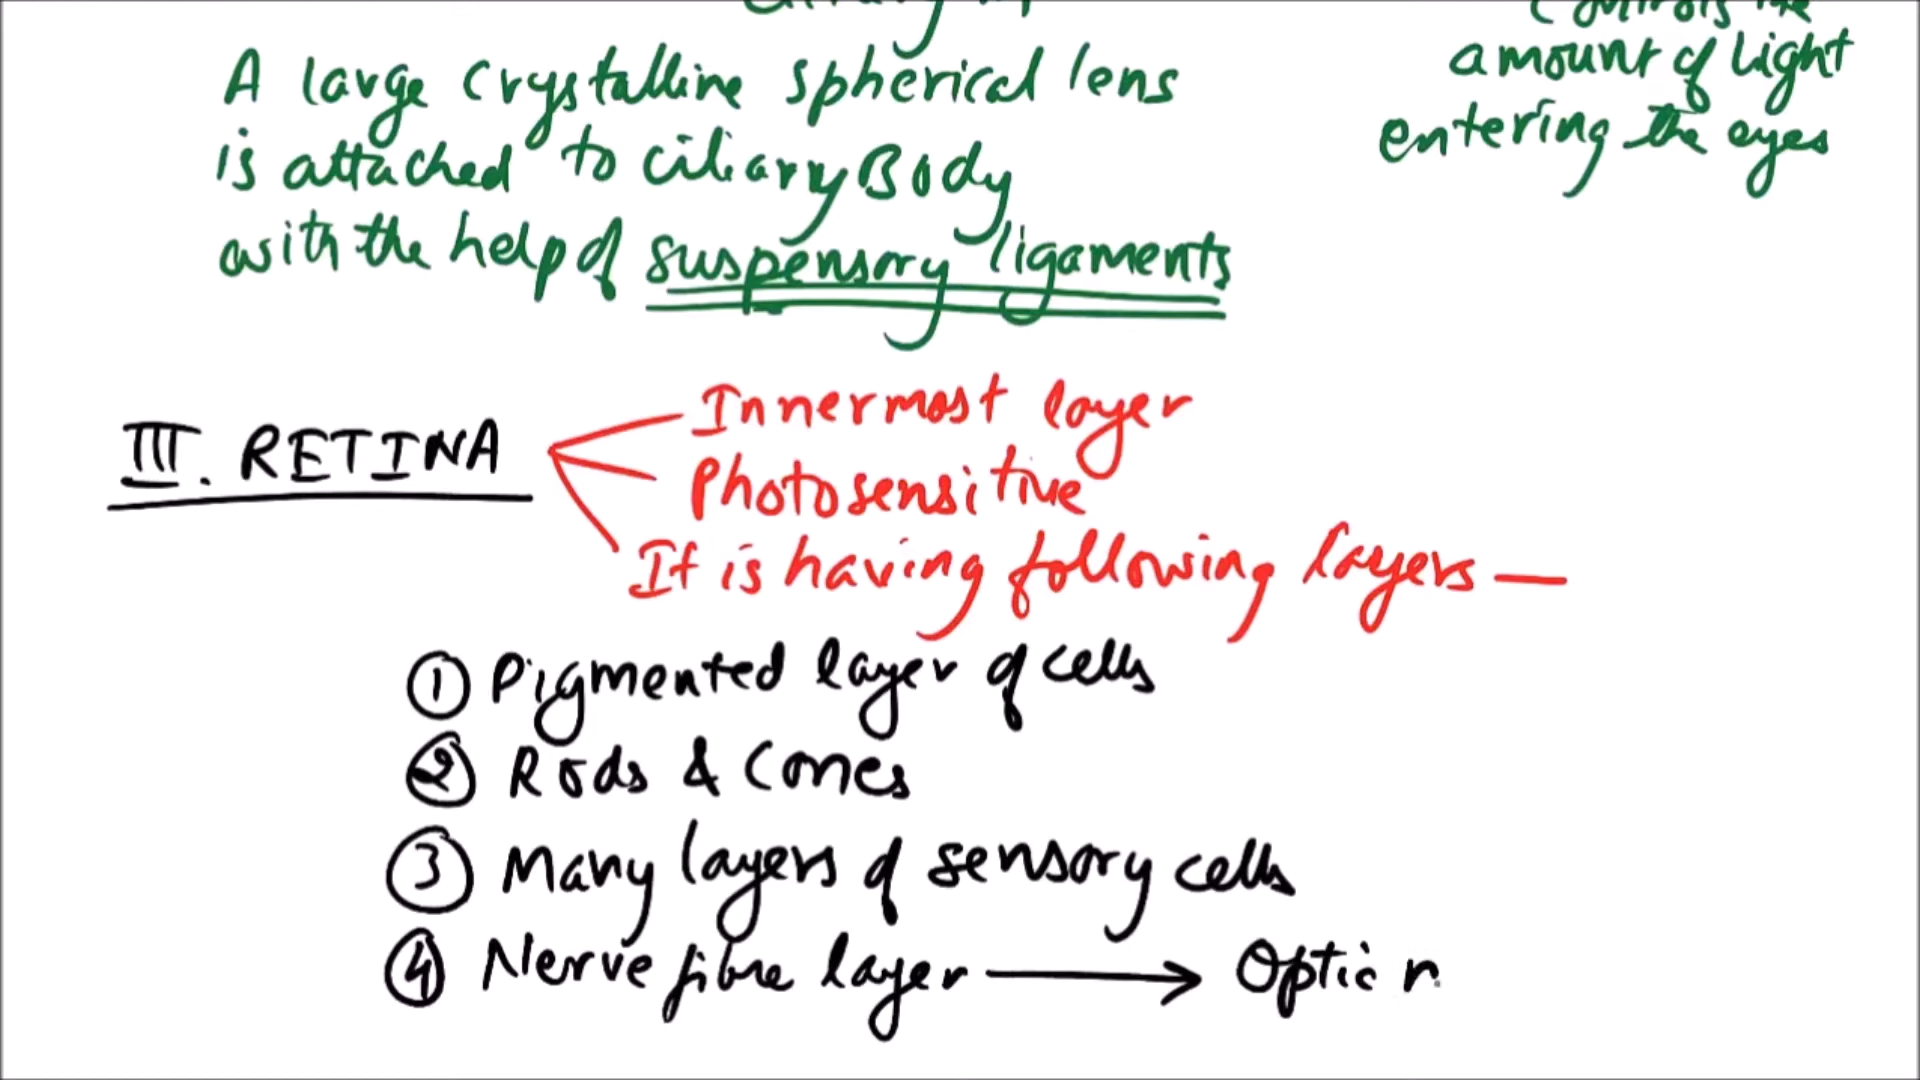 Controls the
A large Crystalline spherical lens
amount of light
is attached to ciliary Body
entering the eyes
with the help of suspensory ligaments
III. RETINA
Innermost layer
Photosensitive
It is having following layers —
① Pigmented layer of cells
② Rods & Cones
③ Many layers of sensory cells
④ Nerve fibre layer → Optic n